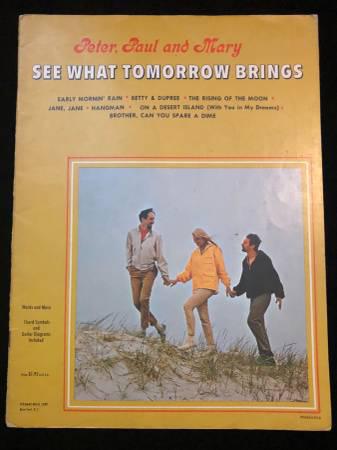 Peter, Paul and Mary
SEE WHAT TOMORROW BRINGS
EARLY MORNIN' RAIN • BETTY & DUPREE • THE RISING OF THE MOON •
JANE, JANE • HANGMAN • ON A DESERT ISLAND (With You in My Dreams) •
BROTHER, CAN YOU SPARE A DIME
Words and Music
Chord Symbols
and
Guitar Diagrams
Included